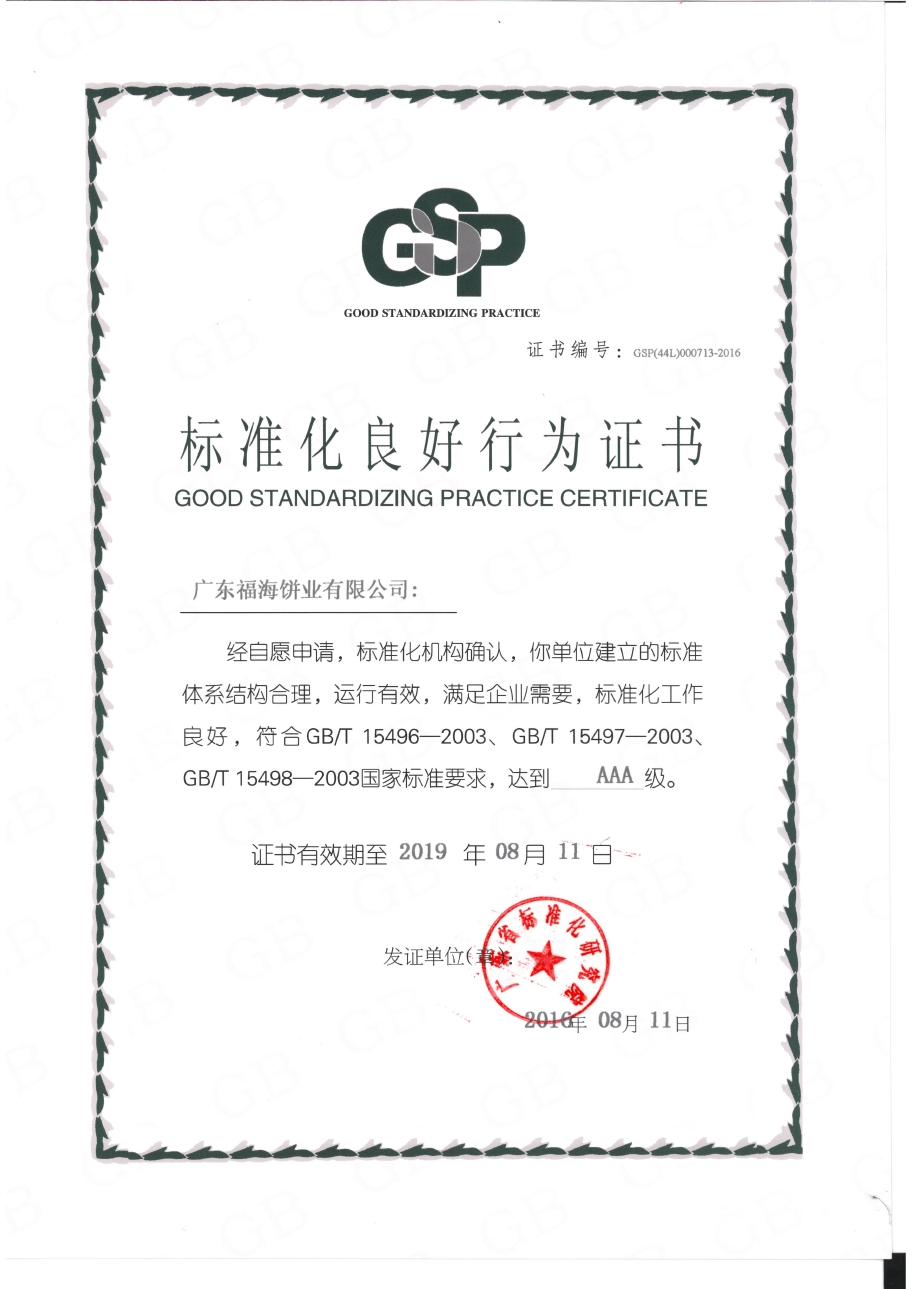 GSP
GOOD STANDARDIZING PRACTICE
证书编号：GSP(44L)000713-2016
标准化良好行为证书
GOOD STANDARDIZING PRACTICE CERTIFICATE
广东福海饼业有限公司：
经自愿申请，标准化机构确认，你单位建立的标准
体系结构合理，运行有效，满足企业需要，标准化工作
良好，符合GB/T 15496—2003、GB/T 15497—2003、
GB/T 15498—2003国家标准要求，达到 AAA 级。
证书有效期至 2019 年 08 月 11 日
发证单位(章)：
广东省标准化研究院
2016年 08月 11日